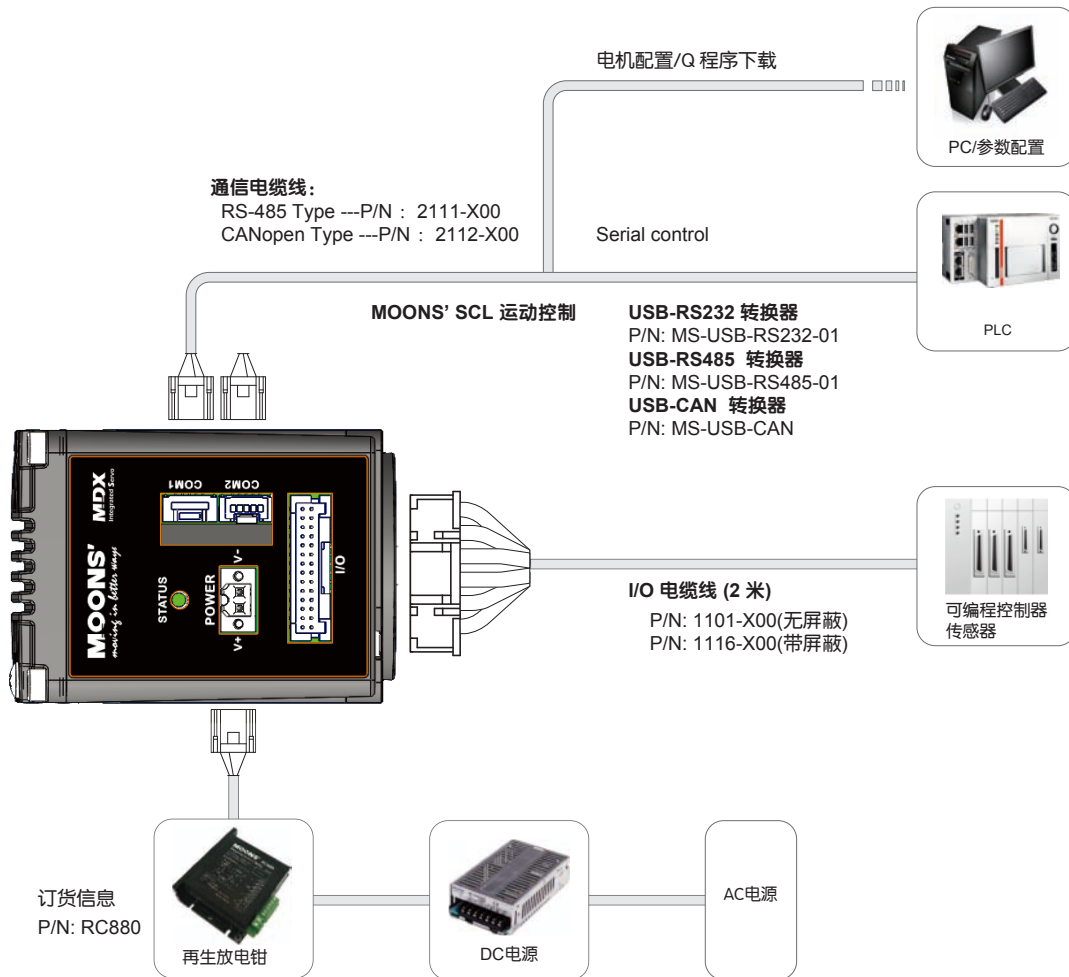 电机配置/Q 程序下载
PC/参数配置
通信电缆线：
RS-485 Type ---P/N： 2111-X00
CANopen Type ---P/N： 2112-X00
Serial control
MOONS' SCL 运动控制
USB-RS232 转换器
P/N: MS-USB-RS232-01
USB-RS485 转换器
P/N: MS-USB-RS485-01
USB-CAN 转换器
P/N: MS-USB-CAN
PLC
MOONS'
moving in better ways
MDX
Integrated Servo
COM1
COM2
STATUS
POWER
V+
V-
I/O
I/O 电缆线 (2 米)
P/N: 1101-X00(无屏蔽)
P/N: 1116-X00(带屏蔽)
可编程控制器
传感器
订货信息
P/N: RC880
MOONS'
再生放电钳
DC电源
AC电源